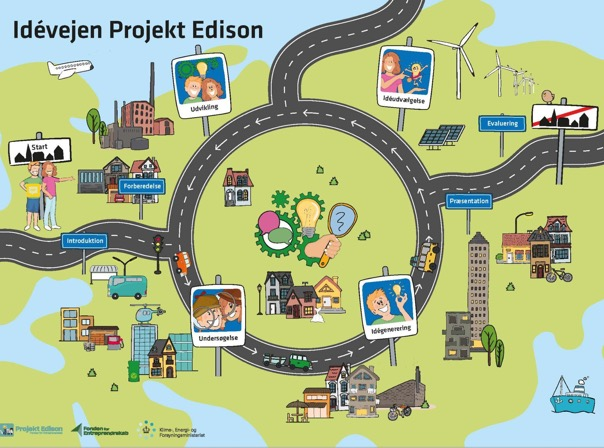 Idévejen Projekt Edison
Start
Udvikling
Idéudvælgelse
Evaluering
Forberedelse
Præsentation
Introduktion
Undersøgelse
Idégenerering
Projekt Edison
Fonden for
Entreprenørskab
Klima-, Energi- og
Forsyningsministeriet